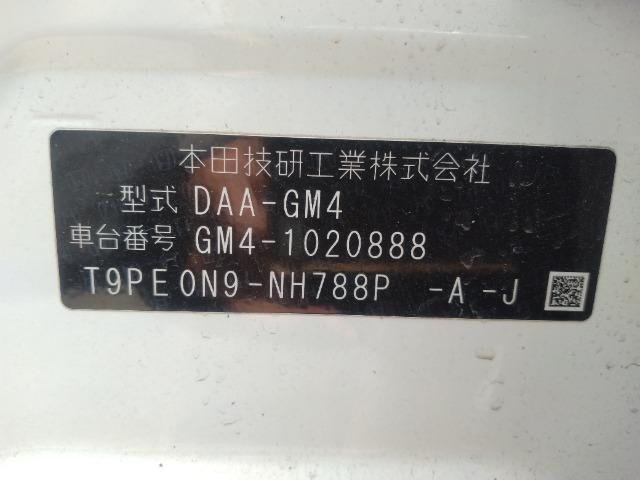 本田技研工業株式会社
型式 DAA-GM4
車台番号 GM4-1020888
T9PE0N9-NH788P -A -J